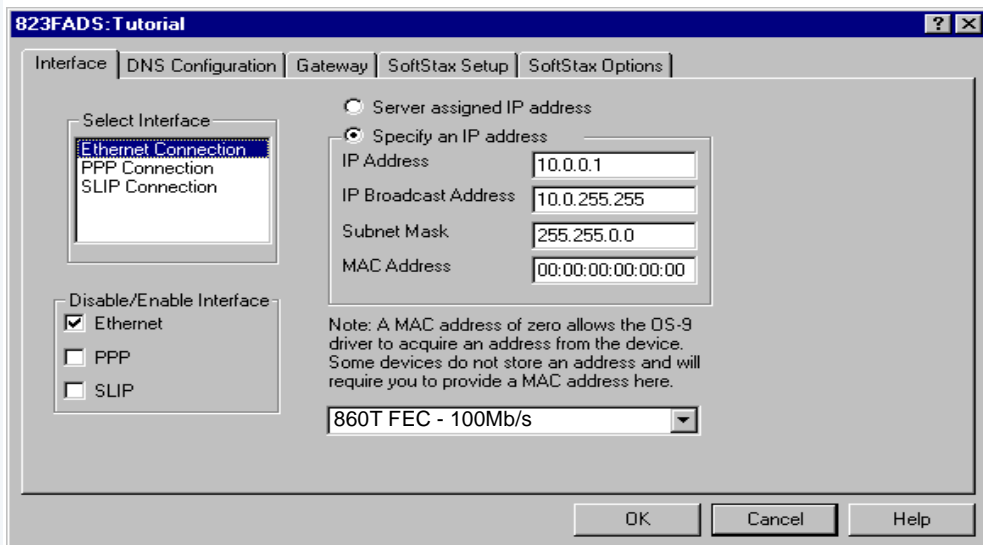 823FADS:Tutorial
Interface
DNS Configuration
Gateway
SoftStax Setup
SoftStax Options
Select Interface
Ethernet Connection
PPP Connection
SLIP Connection
Disable/Enable Interface
Ethernet
PPP
SLIP
Server assigned IP address
Specify an IP address
IP Address 10.0.0.1
IP Broadcast Address 10.0.255.255
Subnet Mask 255.255.0.0
MAC Address 00:00:00:00:00:00
Note: A MAC address of zero allows the OS-9
driver to acquire an address from the device.
Some devices do not store an address and will
require you to provide a MAC address here.
860T FEC - 100Mb/s
OK
Cancel
Help